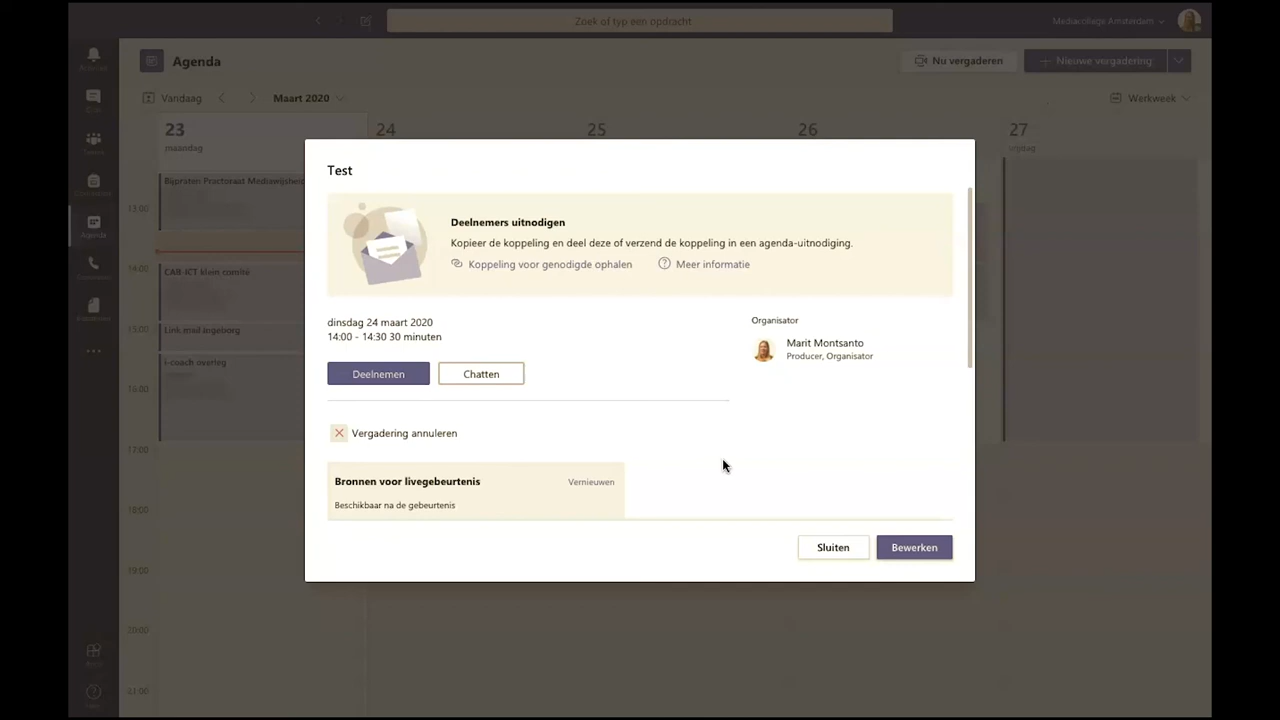 Zoek of typ een opdracht
Mediacollege Amsterdam
Agenda
Nu vergaderen
Nieuwe vergadering
Vandaag
Maart 2020
Werkweek
23
maandag
24
25
26
27
vrijdag
Bijpraten Practoraat Mediawijsheid
13:00
14:00
CAB-ICT klein comité
15:00
Link mail Ingeborg
i-coach overleg
16:00
17:00
18:00
19:00
20:00
21:00
Agenda
Test
Deelnemers uitnodigen
Kopieer de koppeling en deel deze of verzend de koppeling in een agenda-uitnodiging.
Koppeling voor genodigde ophalen
Meer informatie
dinsdag 24 maart 2020
14:00 - 14:30 30 minuten
Organisator
Marit Montsanto
Producer, Organisator
Deelnemen
Chatten
Vergadering annuleren
Bronnen voor livegebeurtenis
Vernieuwen
Beschikbaar na de gebeurtenis
Sluiten
Bewerken